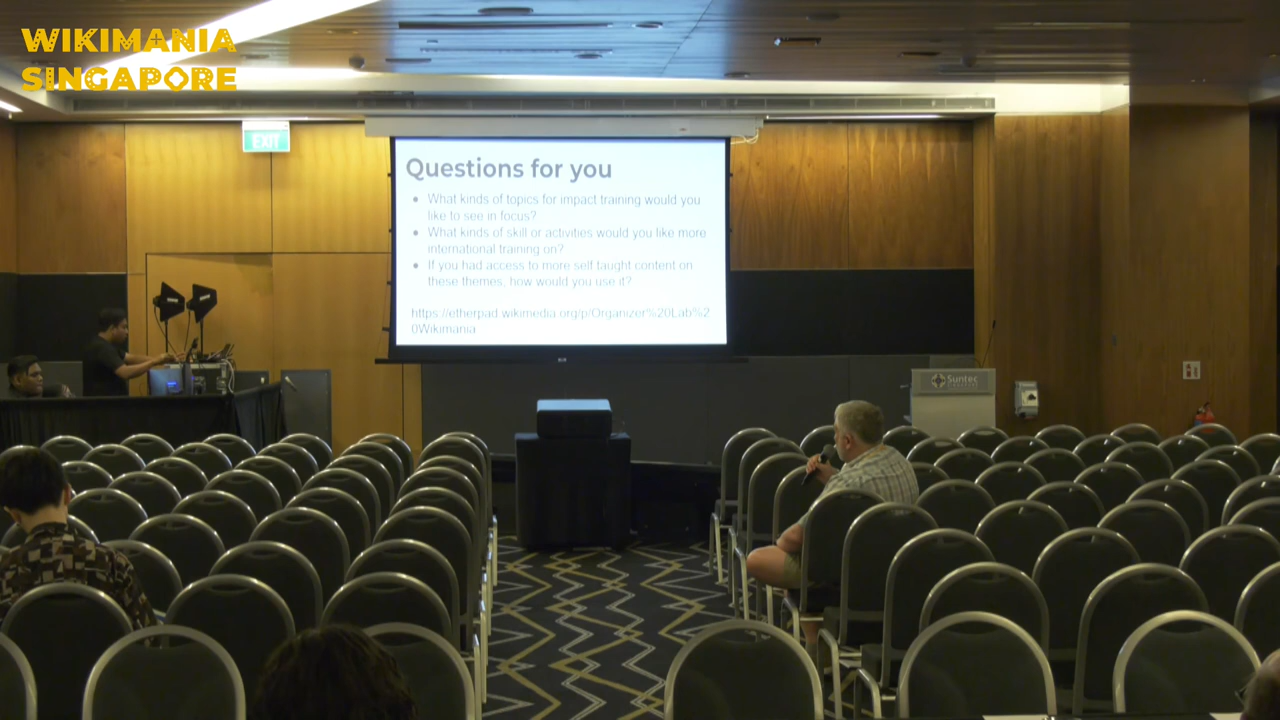 WIKIMANIA
SINGAPORE
EXIT
Questions for you
• What kinds of topics for impact training would you
like to see in focus?
• What kinds of skill or activities would you like more
international training on?
• If you had access to more self taught content on
these themes, how would you use it?
https://etherpad.wikimedia.org/p/Organizer%20Lab%2
0Wikimania
Suntec